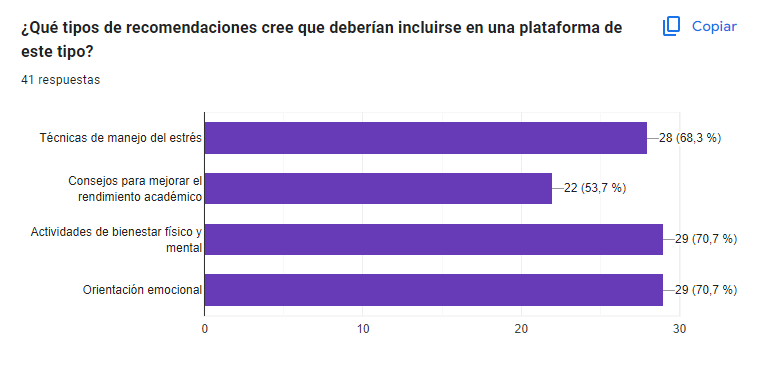 ¿Qué tipos de recomendaciones cree que deberían incluirse en una plataforma de
este tipo?
Copiar
41 respuestas
Técnicas de manejo del estrés
28 (68,3 %)
Consejos para mejorar el
rendimiento académico
22 (53,7 %)
Actividades de bienestar físico y
mental
29 (70,7 %)
Orientación emocional
29 (70,7 %)
0
10
20
30